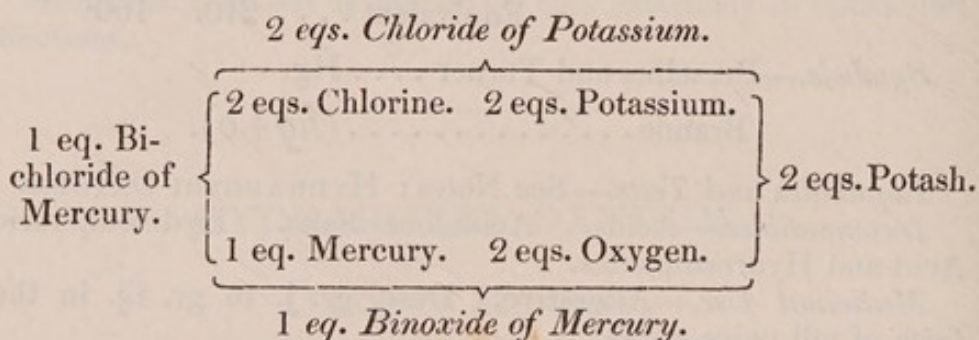 2 eqs. Chloride of Potassium.
2 eqs. Chlorine. 2 eqs. Potassium.
1 eq. Bi-
chloride of
Mercury.
2 eqs. Potash.
1 eq. Mercury. 2 eqs. Oxygen.
1 eq. Binoxide of Mercury.